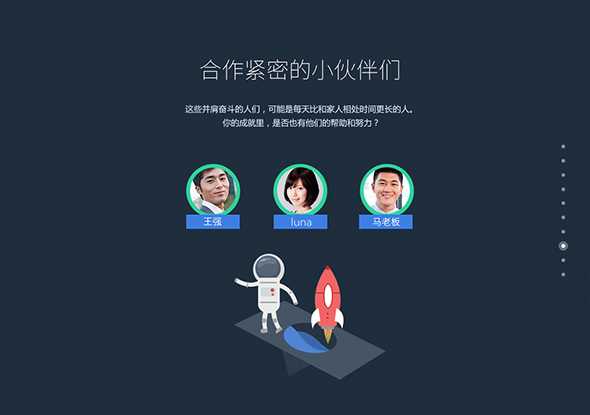 合作紧密的小伙伴们
这些并肩奋斗的人们，可能是每天比和家人相处时间更长的人。
你的成就里，是否也有他们的帮助和努力？
王强
luna
马老板